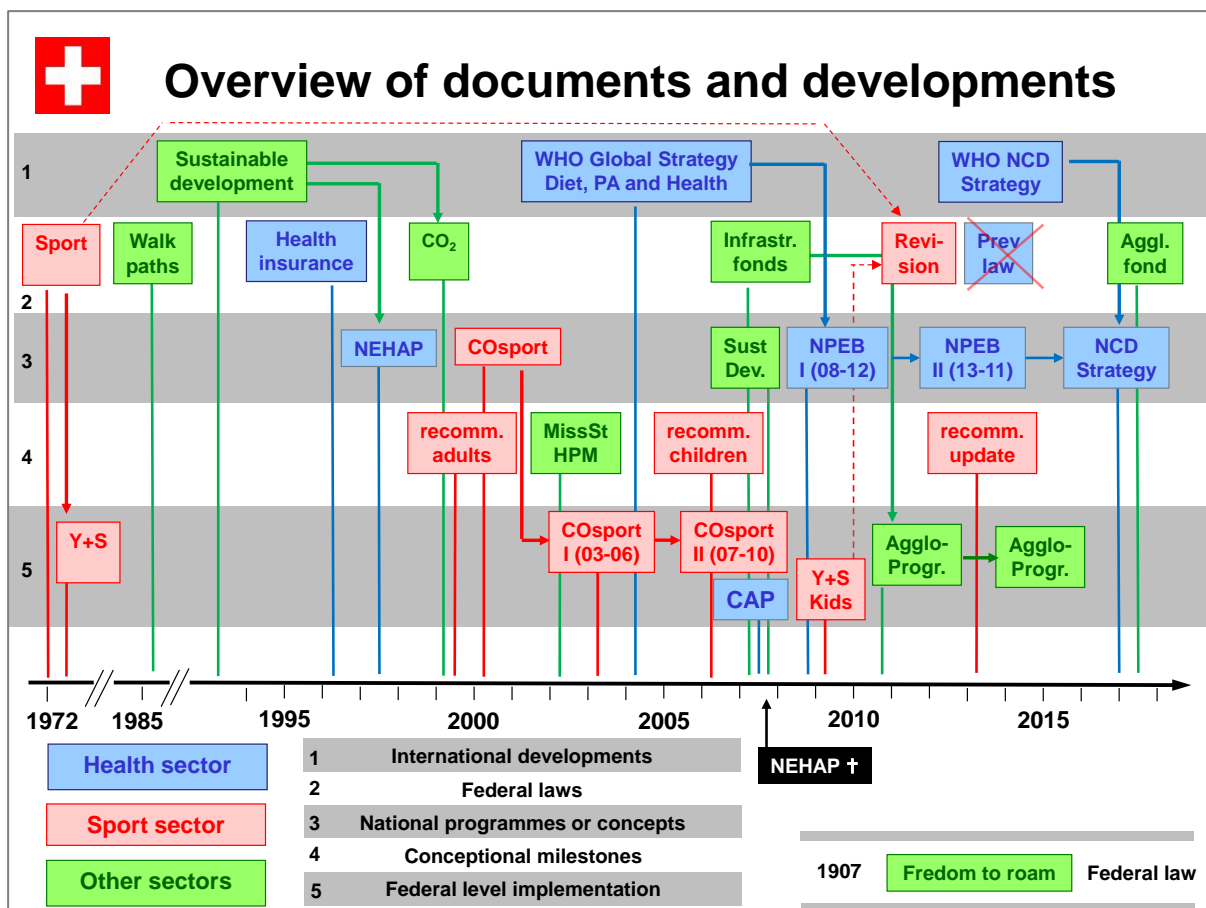 Overview of documents and developments
1
Sustainable
development
WHO Global Strategy
Diet, PA and Health
WHO NCD
Strategy
Sport
Walk
paths
Health
insurance
CO₂
Infrastr.
fonds
Revi-
sion
Prev
law
Aggl.
fond
2
3
NEHAP
COsport
Sust
Dev.
NPEB
I (08-12)
NPEB
II (13-11)
NCD
Strategy
4
recomm.
adults
MissSt
HPM
recomm.
children
recomm.
update
5
Y+S
COsport
I (03-06)
COsport
II (07-10)
CAP
Y+S
Kids
Agglo-
Progr.
Agglo-
Progr.
1972 1985 1995 2000 2005 2010 2015
NEHAP ✝
Health sector
Sport sector
Other sectors
1 International developments
2 Federal laws
3 National programmes or concepts
4 Conceptional milestones
5 Federal level implementation
1907 Fredom to roam Federal law